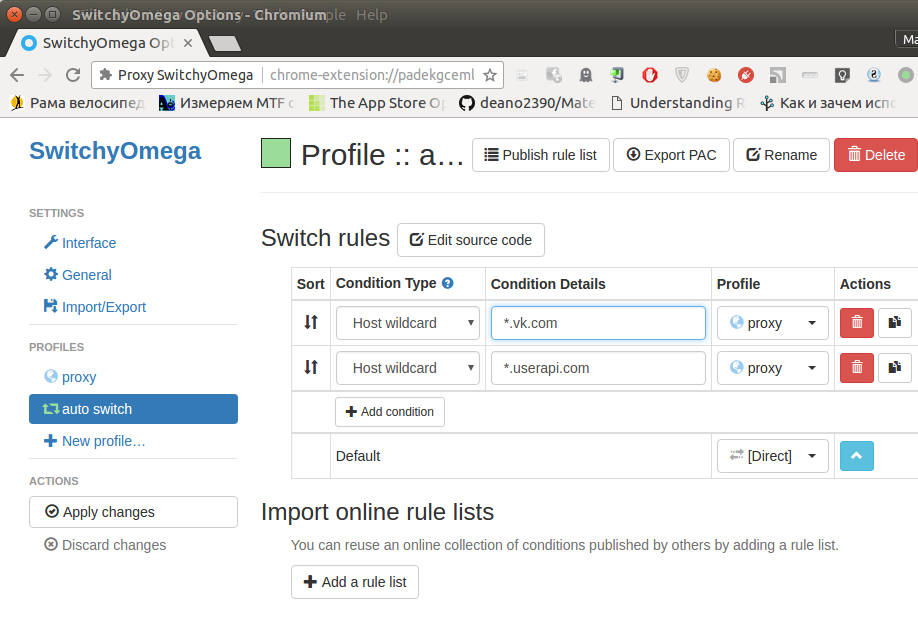 SwitchyOmega Options - Chromium
Help
SwitchyOmega Opt
Ma
Proxy SwitchyOmega chrome-extension://padekgceml
Рама велосипед Измеряем MTF с The App Store Op deano2390/Mate Understanding R Как и зачем испо
SwitchyOmega
Profile :: a… Publish rule list Export PAC Rename Delete
SETTINGS
Interface
General
Import/Export
PROFILES
proxy
auto switch
New profile…
ACTIONS
Apply changes
Discard changes
Switch rules Edit source code
Sort Condition Type Condition Details Profile Actions
Host wildcard *.vk.com proxy
Host wildcard *.userapi.com proxy
Add condition
Default [Direct]
Import online rule lists
You can reuse an online collection of conditions published by others by adding a rule list.
Add a rule list